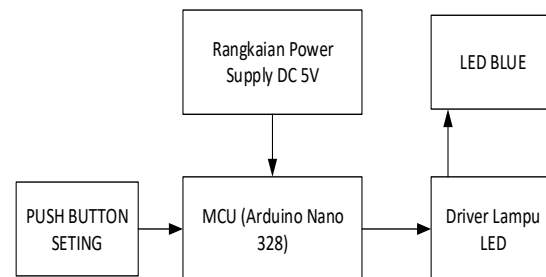 Rangkaian Power
Supply DC 5V
LED BLUE
PUSH BUTTON
SETING
MCU (Arduino Nano
328)
Driver Lampu
LED